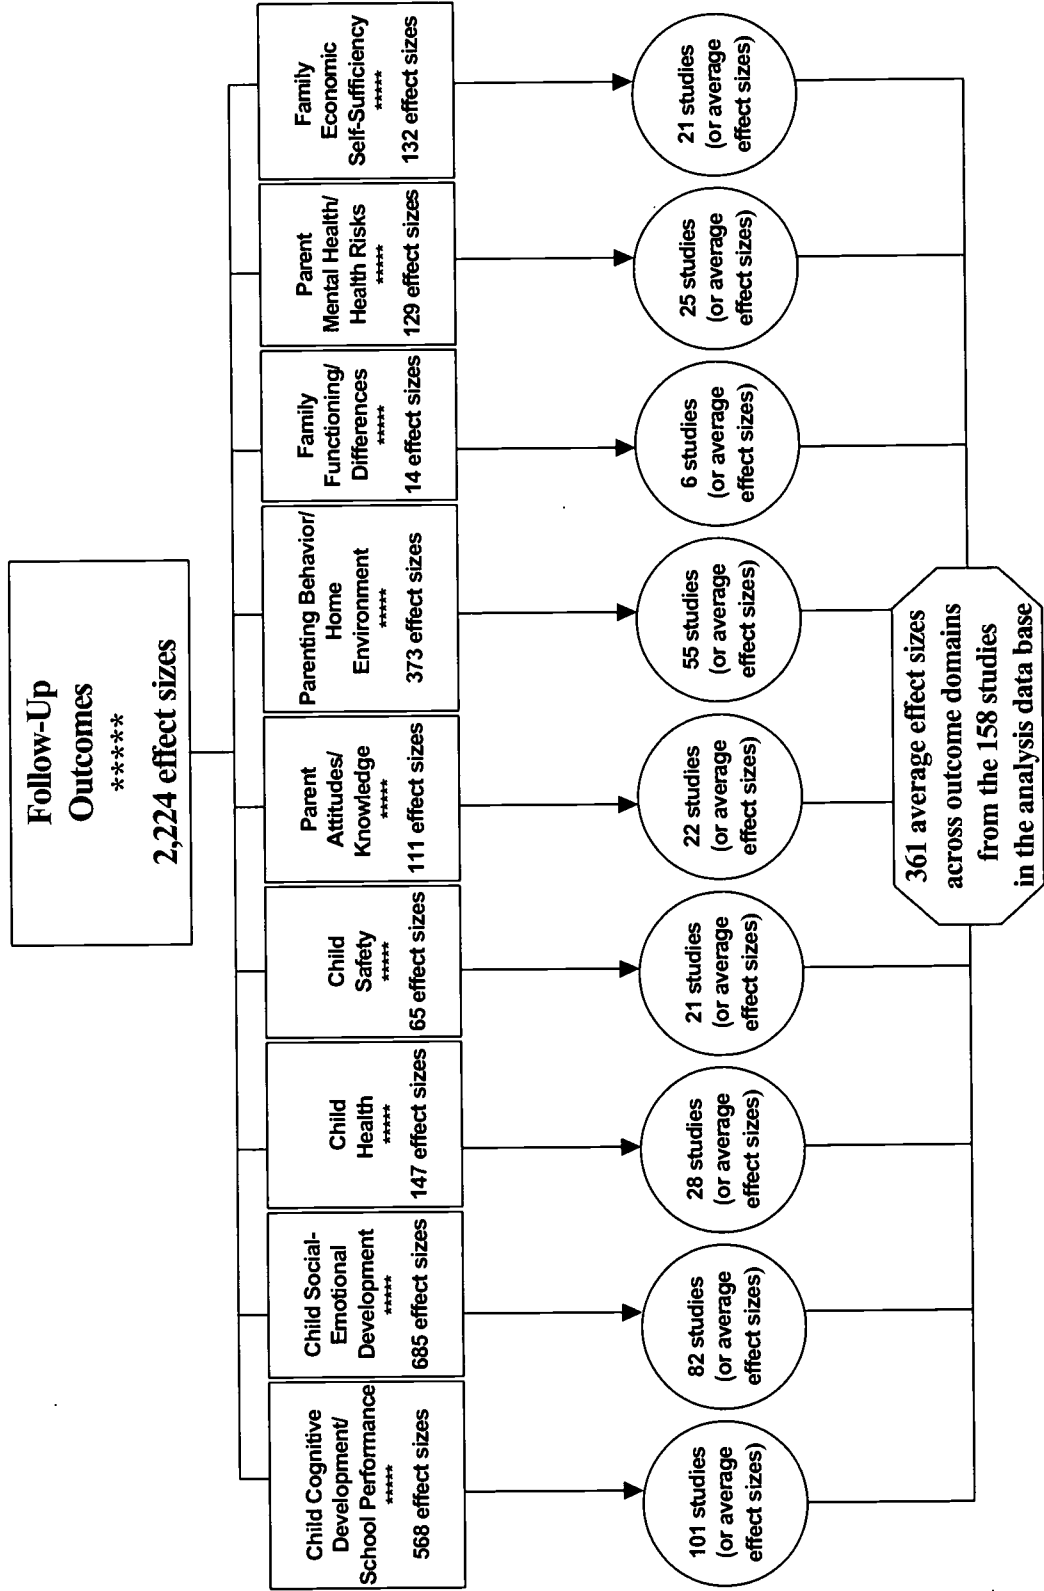 Follow-Up
Outcomes
*****
2,224 effect sizes
Child Cognitive
Development/
School Performance
*****
568 effect sizes
Child Social-
Emotional
Development
*****
685 effect sizes
Child
Health
*****
147 effect sizes
Child
Safety
*****
65 effect sizes
Parent
Attitudes/
Knowledge
*****
111 effect sizes
Parenting Behavior/
Home
Environment
*****
373 effect sizes
Family
Functioning/
Differences
*****
14 effect sizes
Parent
Mental Health/
Health Risks
*****
129 effect sizes
Family
Economic
Self-Sufficiency
*****
132 effect sizes
101 studies
(or average
effect sizes)
82 studies
(or average
effect sizes)
28 studies
(or average
effect sizes)
21 studies
(or average
effect sizes)
22 studies
(or average
effect sizes)
55 studies
(or average
effect sizes)
6 studies
(or average
effect sizes)
25 studies
(or average
effect sizes)
21 studies
(or average
effect sizes)
361 average effect sizes
across outcome domains
from the 158 studies
in the analysis data base